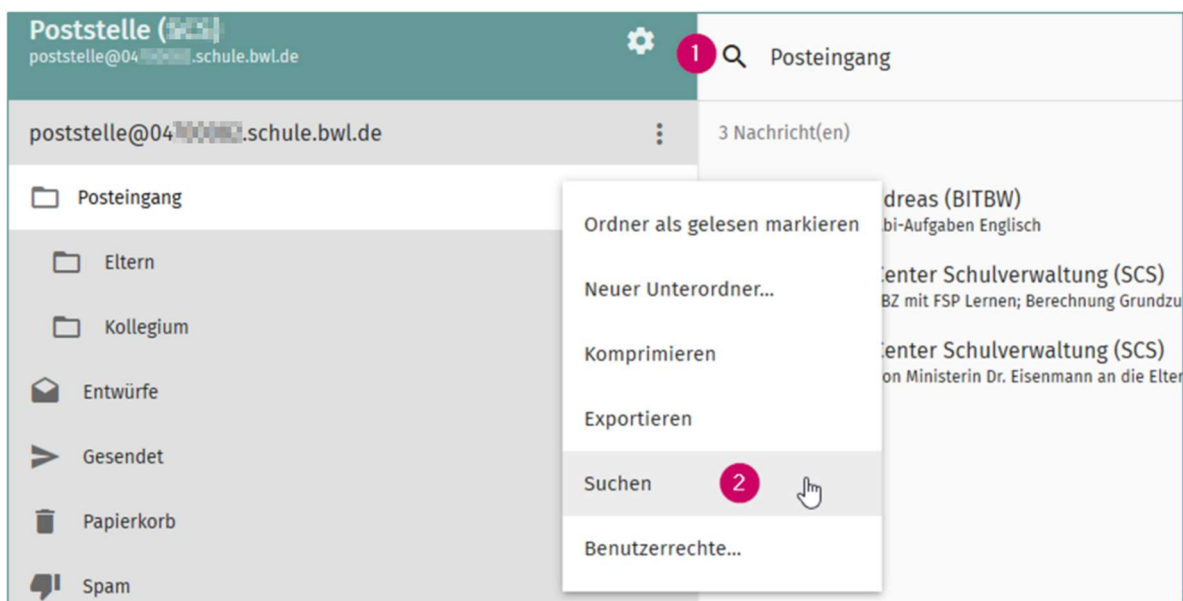 Poststelle (
poststelle@04 .schule.bwl.de
1
Posteingang
poststelle@04 .schule.bwl.de
3 Nachricht(en)
Posteingang
Eltern
Kollegium
Entwürfe
Gesendet
Papierkorb
Spam
Ordner als gelesen markieren
Neuer Unterordner...
Komprimieren
Exportieren
Suchen
2
Benutzerrechte...
dreas (BITBW)
bi-Aufgaben Englisch
enter Schulverwaltung (SCS)
BZ mit FSP Lernen; Berechnung Grundzu
enter Schulverwaltung (SCS)
on Ministerin Dr. Eisenmann an die Elter